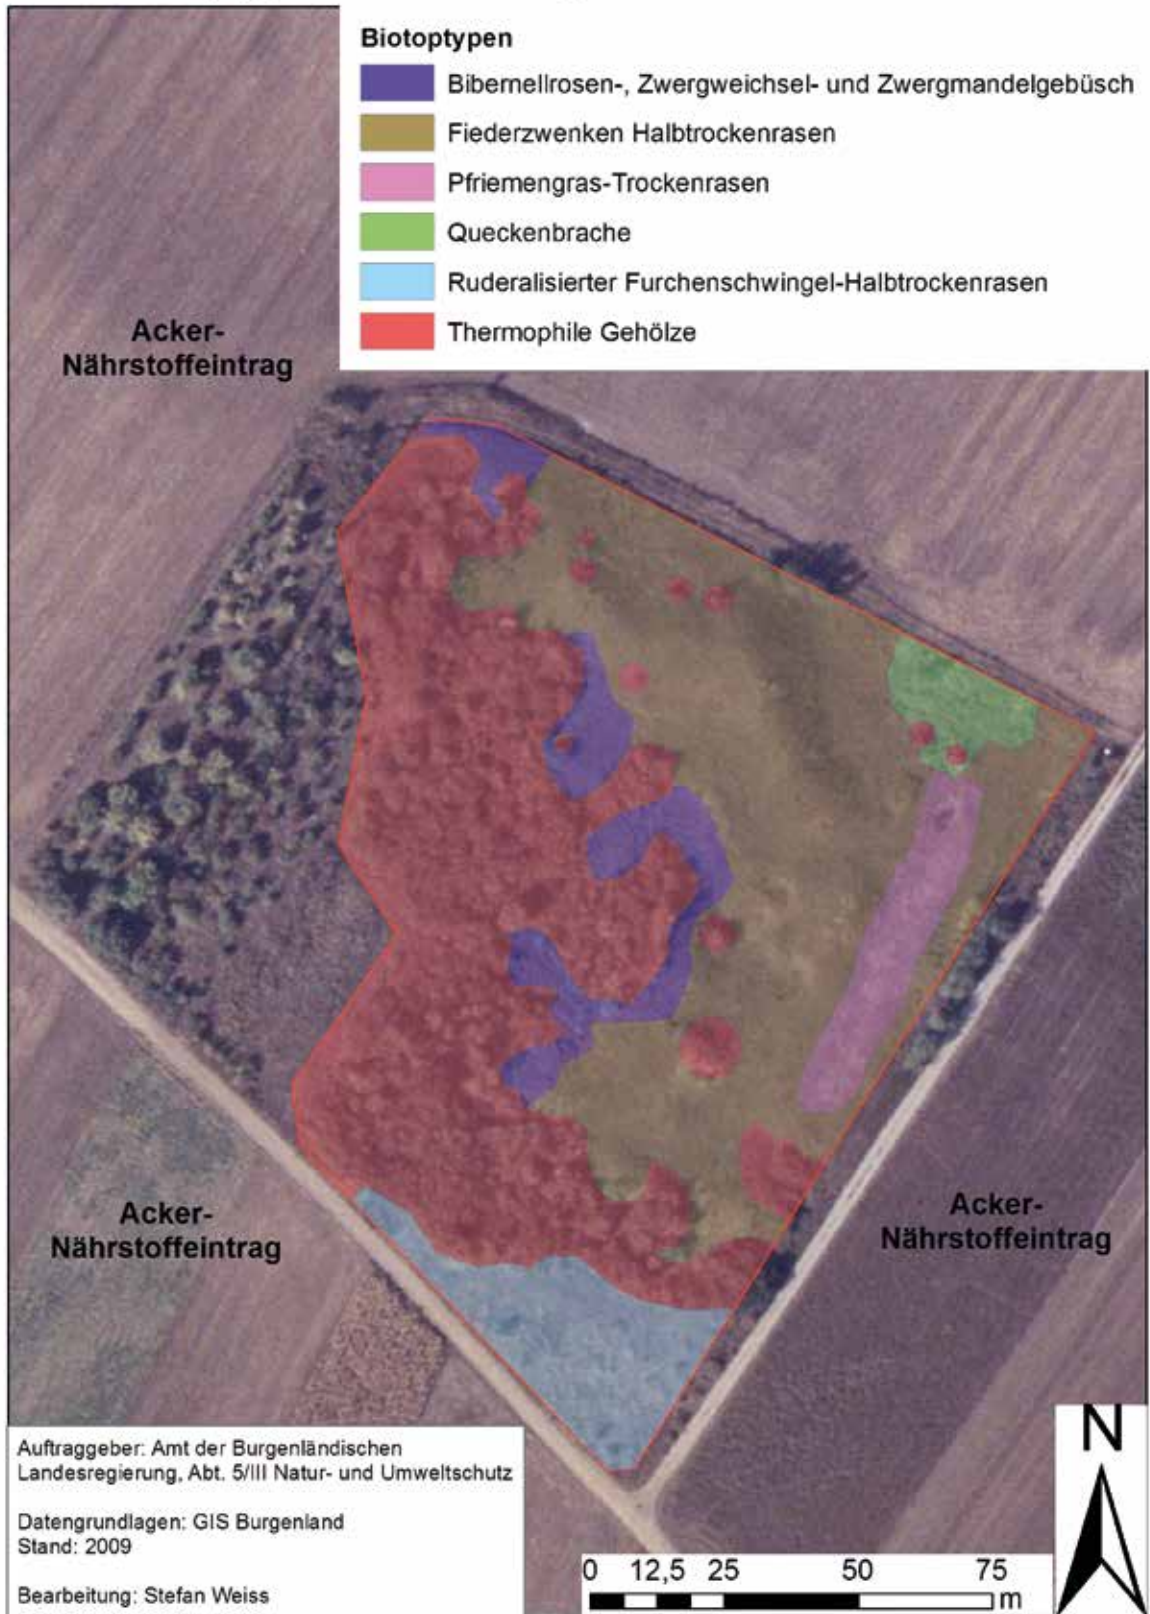 Biotoptypen
Bibernellrosen-, Zwergweichsel- und Zwergmandelgebüsch
Fiederzwenken Halbtrockenrasen
Pfriemengras-Trockenrasen
Queckenbrache
Ruderalisierter Furchenschwingel-Halbtrockenrasen
Thermophile Gehölze
Acker-
Nährstoffeintrag
Acker-
Nährstoffeintrag
Acker-
Nährstoffeintrag
Auftraggeber: Amt der Burgenländischen
Landesregierung, Abt. 5/III Natur- und Umweltschutz
Datengrundlagen: GIS Burgenland
Stand: 2009
Bearbeitung: Stefan Weiss
0 12,5 25 50 75
m
N